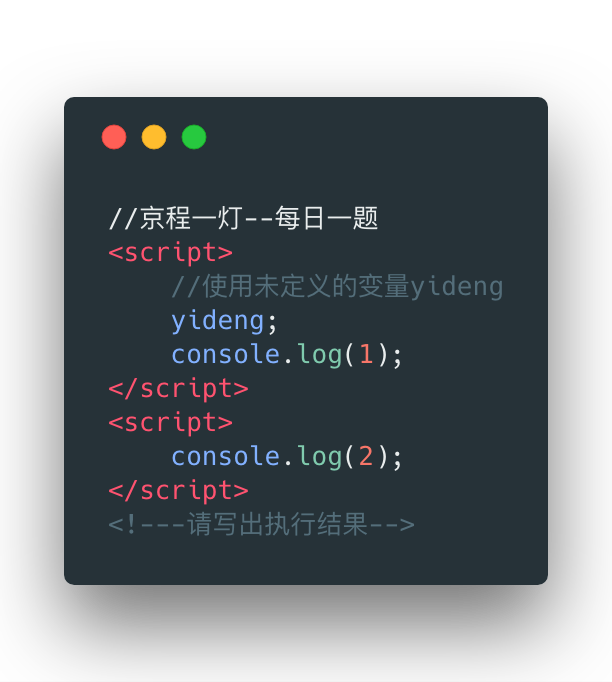 //京程一灯--每日一题
<script>
    //使用未定义的变量yideng
    yideng;
    console.log(1);
</script>
<script>
    console.log(2);
</script>
<!---请写出执行结果-->